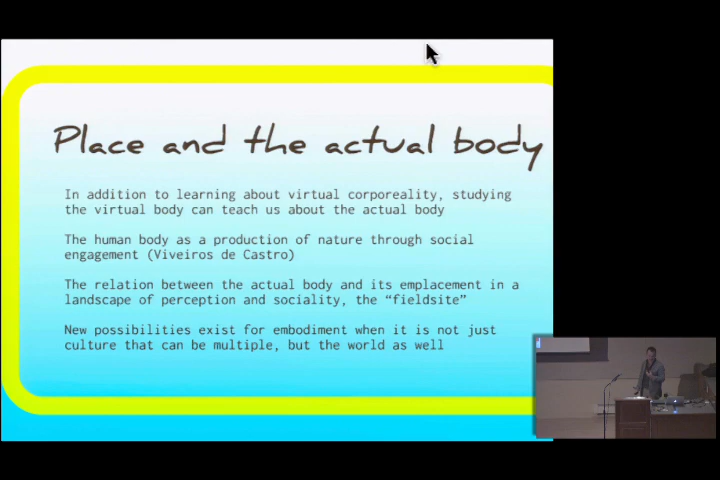 Place and the actual body
In addition to learning about virtual corporeality, studying
the virtual body can teach us about the actual body
The human body as a production of nature through social
engagement (Viveiros de Castro)
The relation between the actual body and its emplacement in a
landscape of perception and sociality, the “fieldsite”
New possibilities exist for embodiment when it is not just
culture that can be multiple, but the world as well